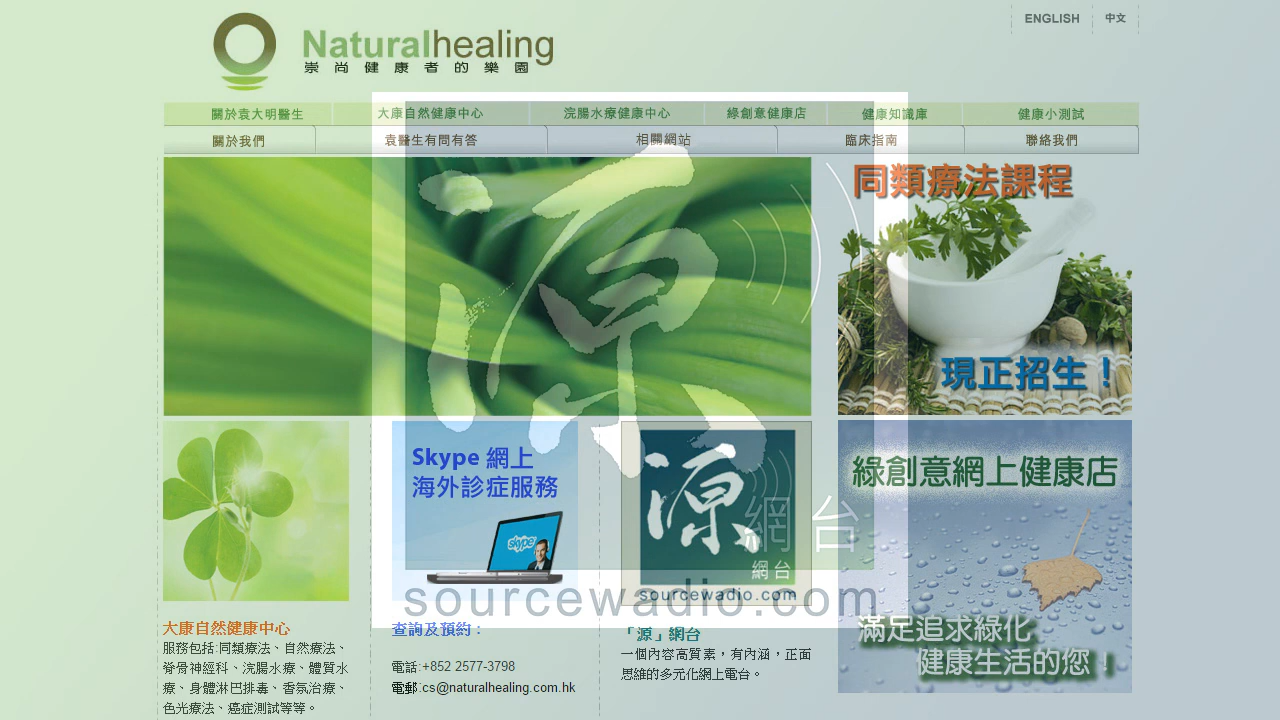 ENGLISH 中文
Naturalhealing
崇尚健康者的樂園
關於袁大明醫生 大康自然健康中心 浣腸水療健康中心 綠創意健康店 健康知識庫 健康小測試
關於我們 袁醫生有問有答 相關網站 臨床指南 聯絡我們
同類療法課程
現正招生！
源
網台
sourcewadio.com
Skype 網上
海外診症服務
skype
源
網台
sourcewadio.com
綠創意網上健康店
滿足追求綠化
健康生活的您！
大康自然健康中心
服務包括:同類療法、自然療法、
脊骨神經科、大腸水療、海洋水
療、身體淋巴排毒、香薰治療、
色光療法、癌症測試等等。
查詢及預約：
電話:+852 2577-3798
電郵:cs@naturalhealing.com.hk
「源」網台
一個內容高質素，有內涵，正面
思維的多元化網上電台。